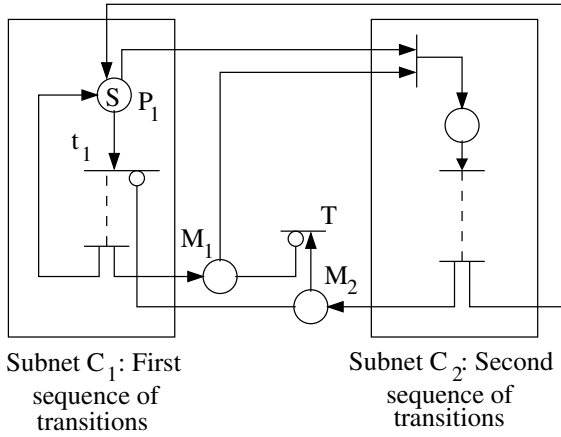 S
P1
t1
T
M1
M2
Subnet C1: First
sequence of
transitions
Subnet C2: Second
sequence of
transitions